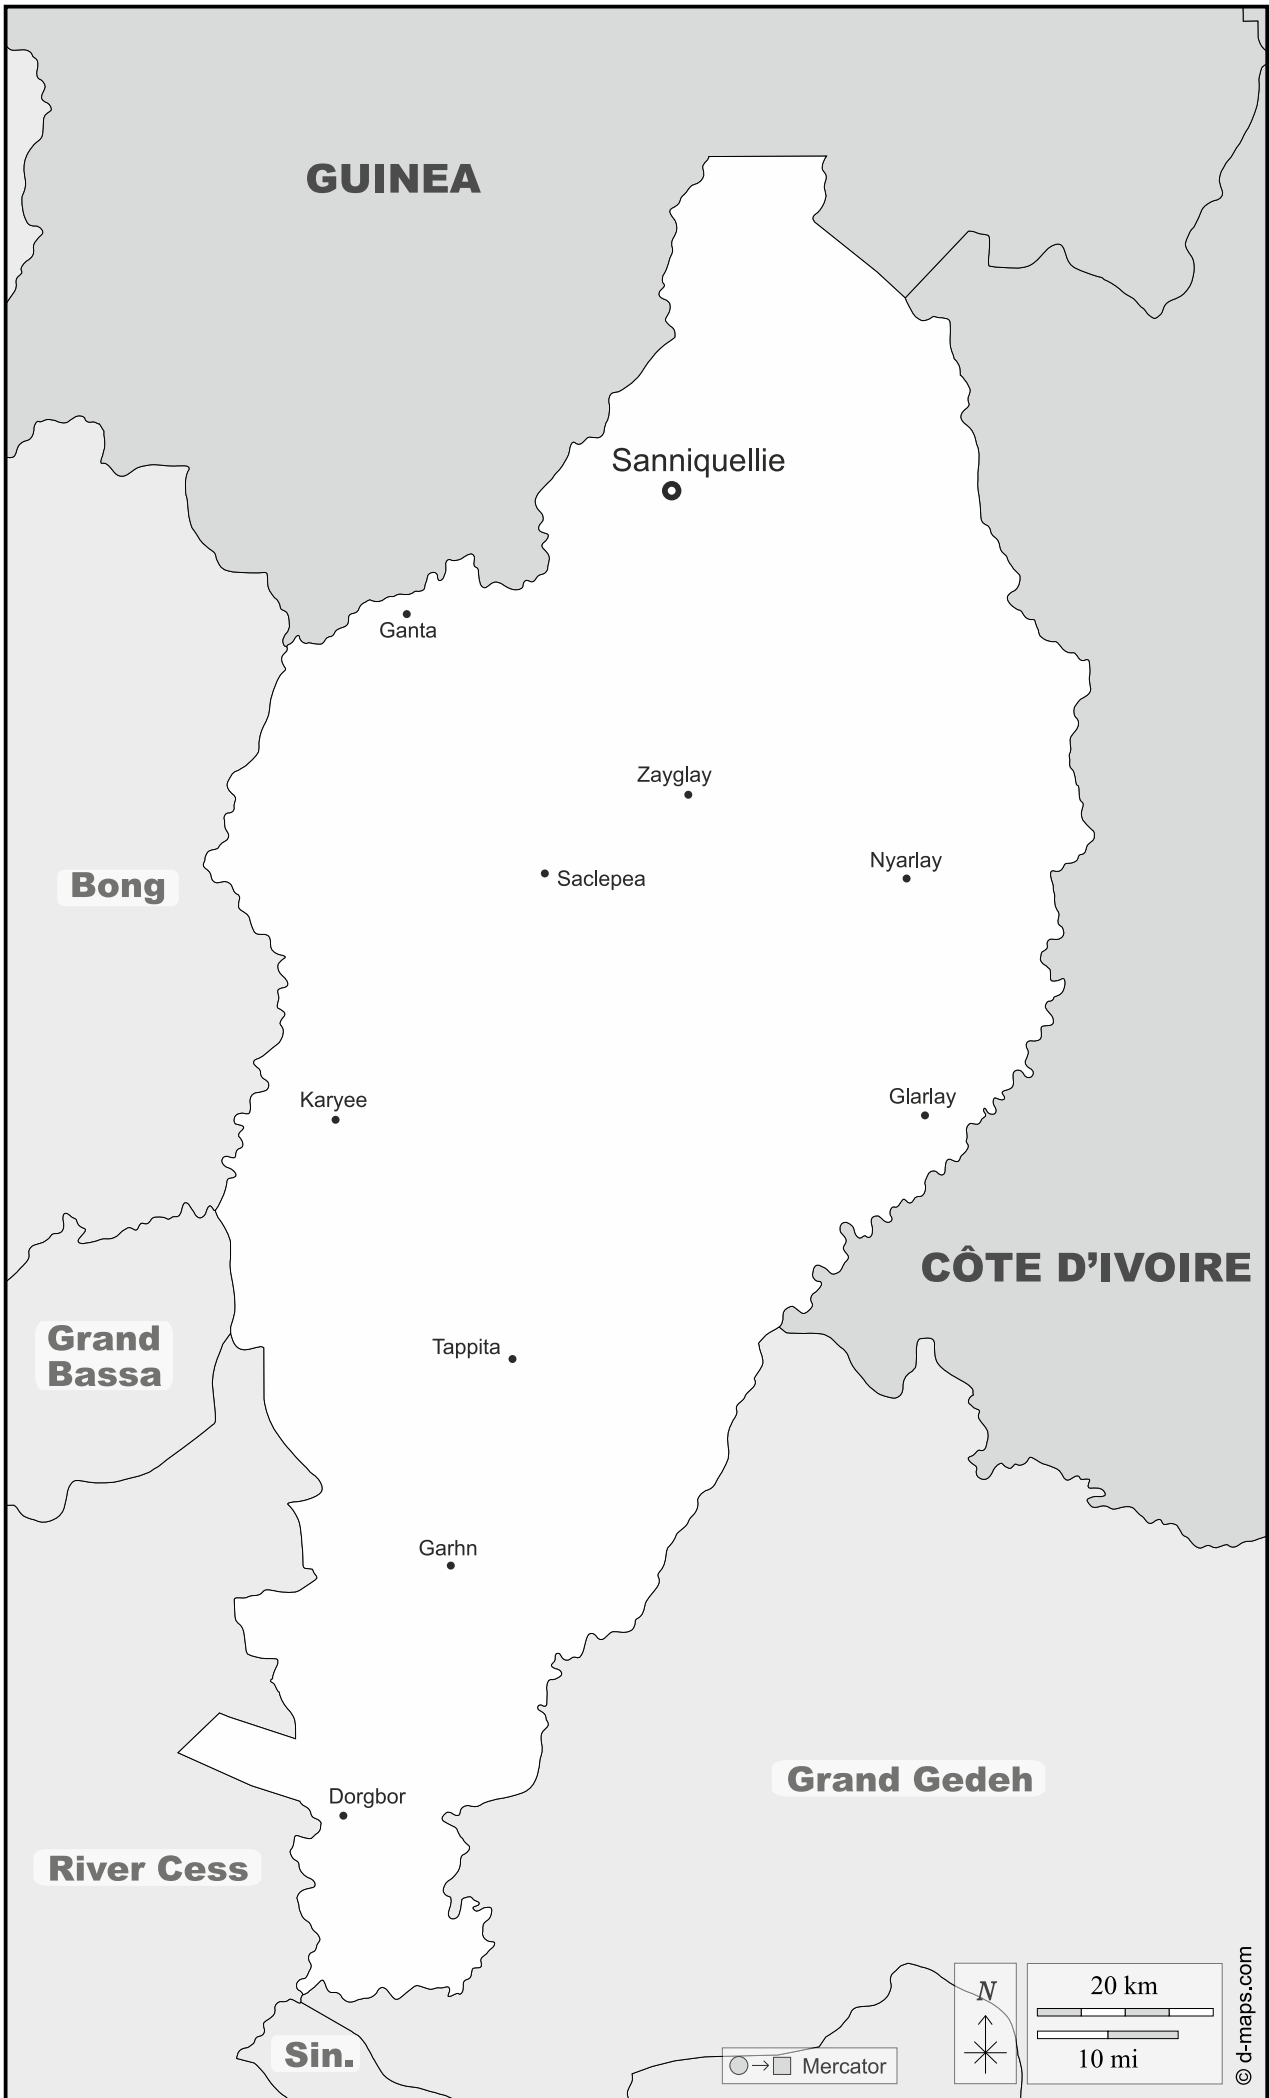 GUINEA
Sanniquellie
Ganta
Zayglay
Nyarlay
Saclepea
Bong
Karyee
Glarlay
CÔTE D’IVOIRE
Grand
Bassa
Tappita
Garhn
Grand Gedeh
Dorgbor
River Cess
Sin.
Mercator
N
20 km
10 mi
© d-maps.com